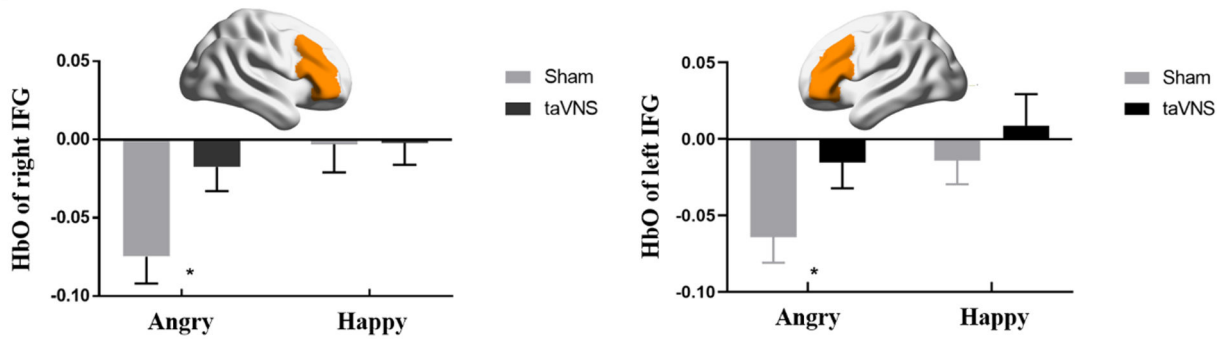 HbO of right IFG
0.05
0.00
-0.05
-0.10
Sham
taVNS
*
Angry Happy
HbO of left IFG
0.05
0.00
-0.05
-0.10
Sham
taVNS
*
Angry Happy